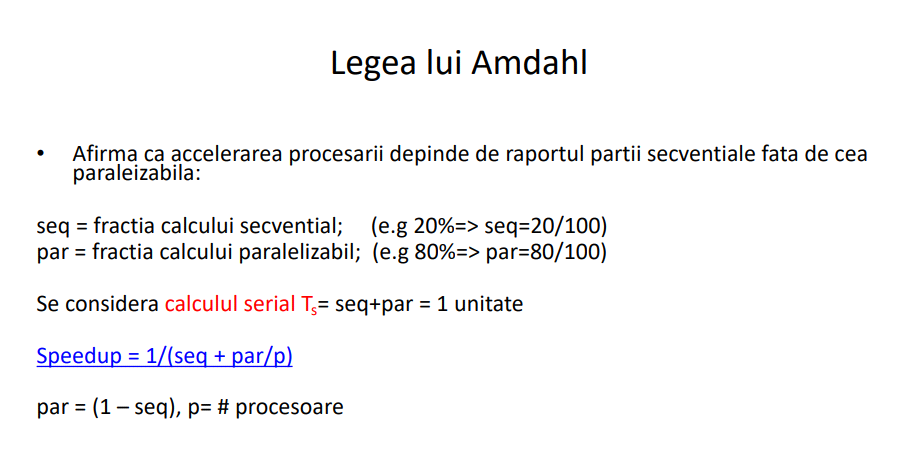 Legea lui Amdahl
• Afirma ca accelerarea procesarii depinde de raportul partii secventiale fata de cea
paraleizabila:
seq = fractia calcului secvential; (e.g 20%=> seq=20/100)
par = fractia calcului paralelizabil; (e.g 80%=> par=80/100)
Se considera calculul serial Ts= seq+par = 1 unitate
Speedup = 1/(seq + par/p)
par = (1 – seq), p= # procesoare